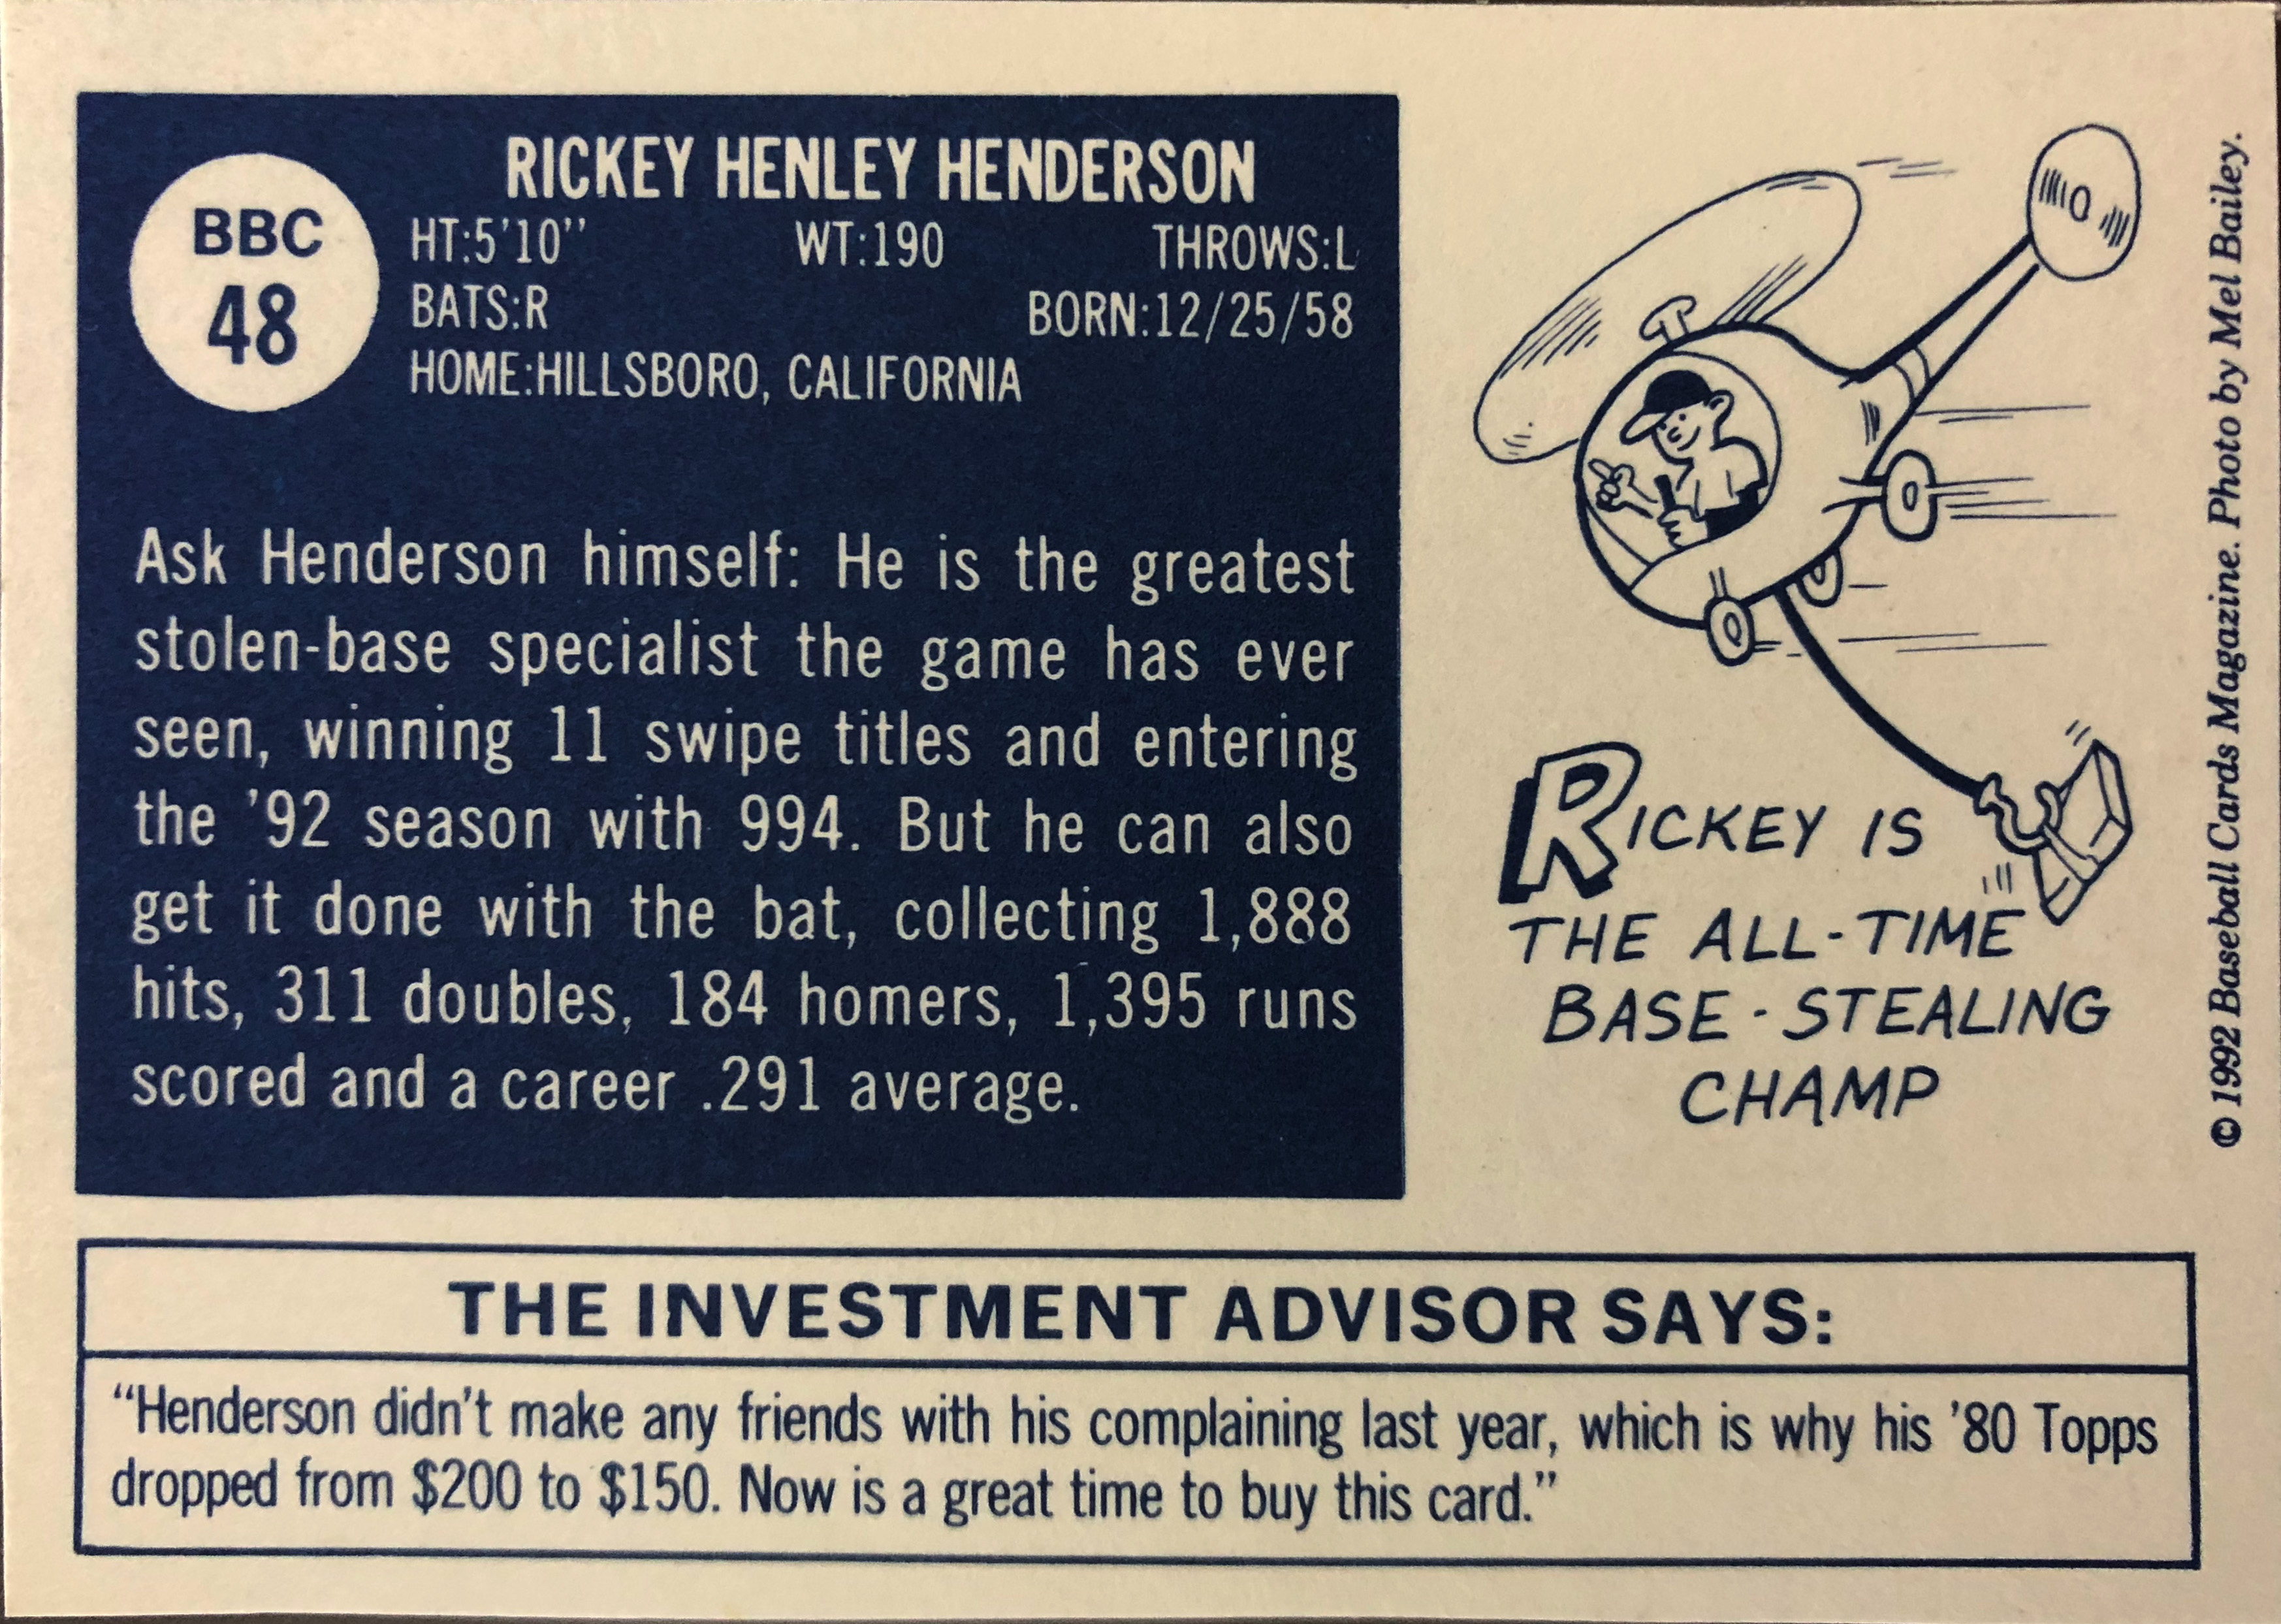 BBC
48
RICKEY HENLEY HENDERSON
HT:5'10" WT:190 THROWS:L
BATS:R BORN:12/25/58
HOME:HILLSBORO, CALIFORNIA
Ask Henderson himself: He is the greatest
stolen-base specialist the game has ever
seen, winning 11 swipe titles and entering
the '92 season with 994. But he can also
get it done with the bat, collecting 1,888
hits, 311 doubles, 184 homers, 1,395 runs
scored and a career .291 average.
RICKEY IS
THE ALL-TIME
BASE-STEALING
CHAMP
© 1992 Baseball Cards Magazine. Photo by Mel Bailey.
THE INVESTMENT ADVISOR SAYS:
“Henderson didn't make any friends with his complaining last year, which is why his '80 Topps
dropped from $200 to $150. Now is a great time to buy this card.”